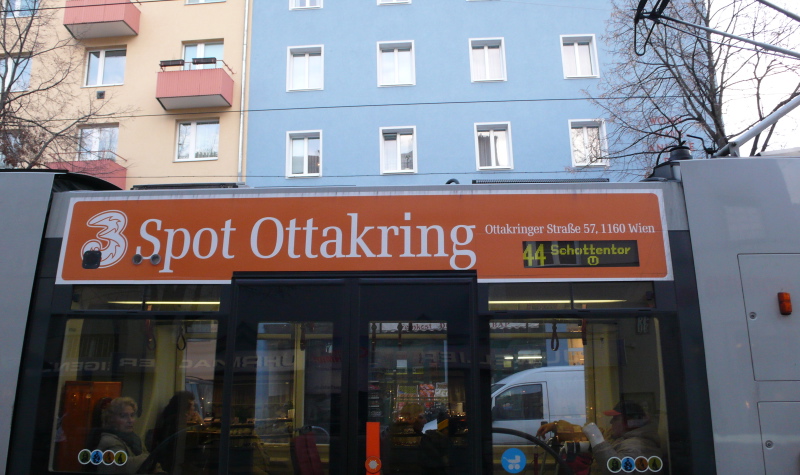 3 Spot Ottakring
Ottakringer Straße 57, 1160 Wien
44 Schottentor
U